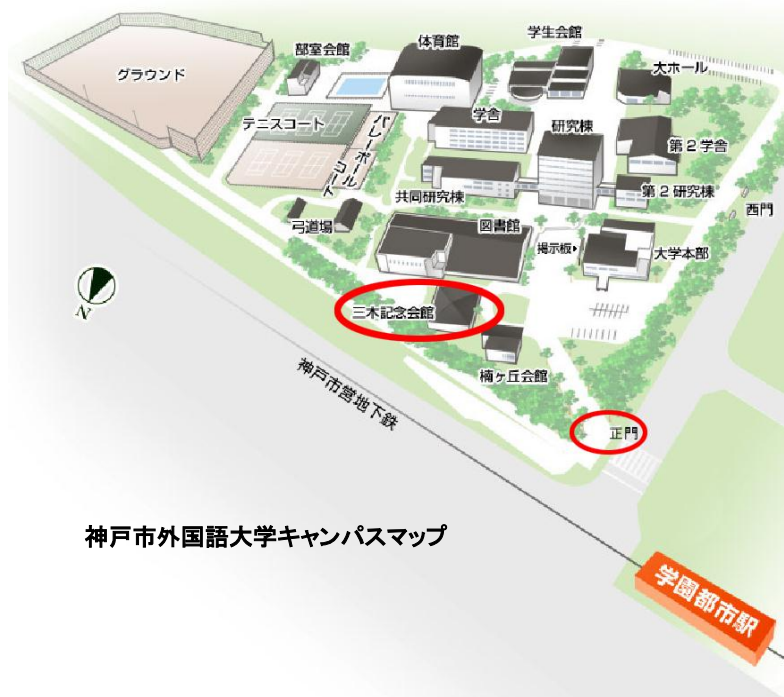 学生会館
体育館
部室会館
大ホール
グラウンド
学舎
研究棟
テニスコート
バレーボール
コート
第2学舎
共同研究棟
第2研究棟
西門
弓道場
図書館
掲示板
大学本部
N
三木記念会館
楠ヶ丘会館
神戸市営地下鉄
正門
神戸市外国語大学キャンパスマップ
学園都市駅